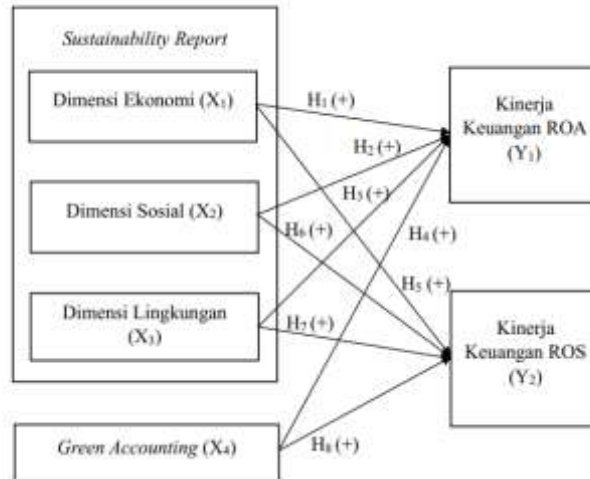 Sustainability Report
Dimensi Ekonomi (X₁)
Dimensi Sosial (X₂)
Dimensi Lingkungan
(X₃)
Green Accounting (X₄)
H₁ (+)
H₂ (+)
H₃ (+)
H₄ (+)
H₆ (+)
H₅ (+)
H₇ (+)
H₈ (+)
Kinerja
Keuangan ROA
(Y₁)
Kinerja
Keuangan ROS
(Y₂)